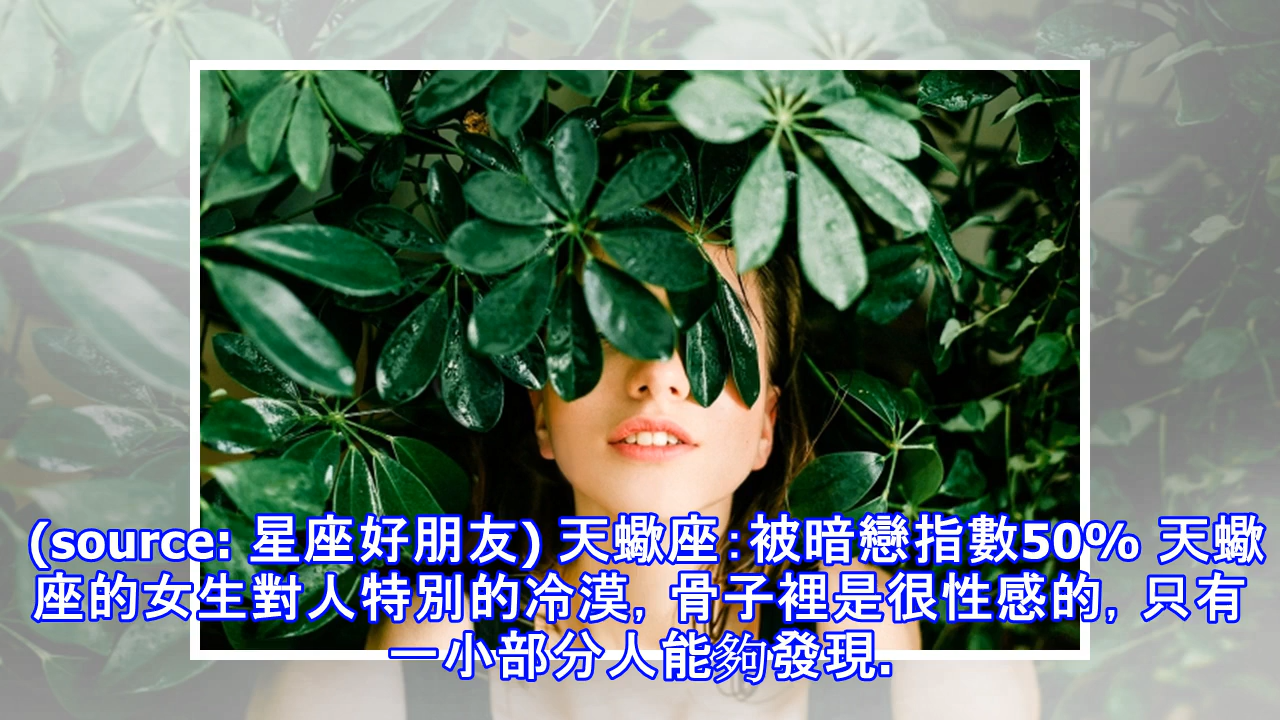 (source: 星座好朋友) 天蠍座:被暗戀指數50% 天蠍
座的女生對人特別的冷漠, 骨子裡是很性感的, 只有
一小部分人能夠發現.